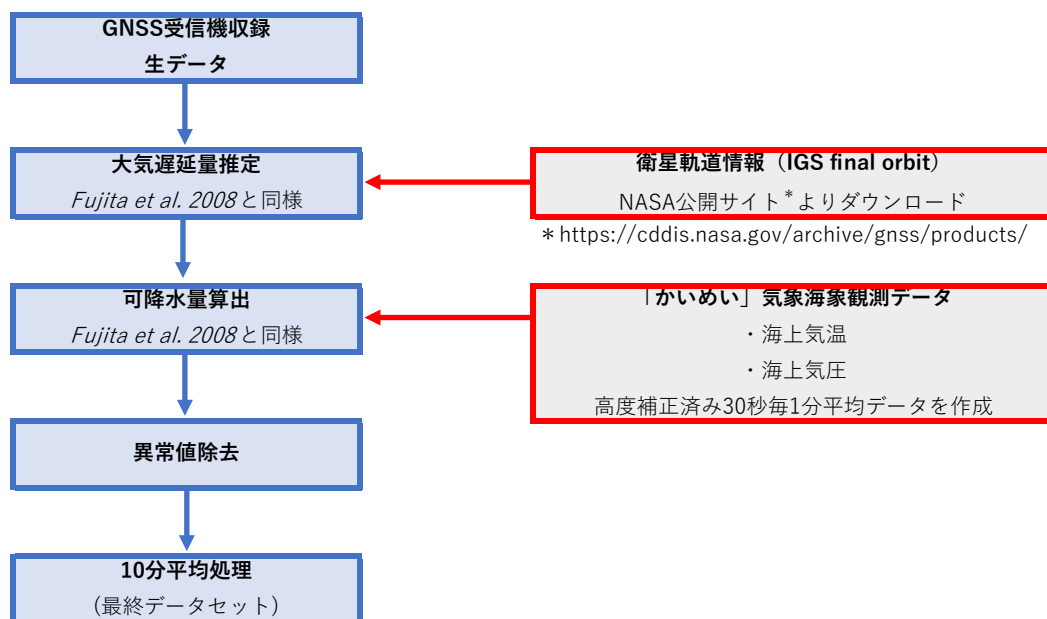 GNSS受信機収録
生データ
大気遅延量推定
Fujita et al. 2008と同様
衛星軌道情報（IGS final orbit）
NASA公開サイト*よりダウンロード
＊https://cddis.nasa.gov/archive/gnss/products/
可降水量算出
Fujita et al. 2008と同様
「かいめい」気象海象観測データ
・海上気温
・海上気圧
高度補正済み30秒毎1分平均データを作成
異常値除去
10分平均処理
（最終データセット）